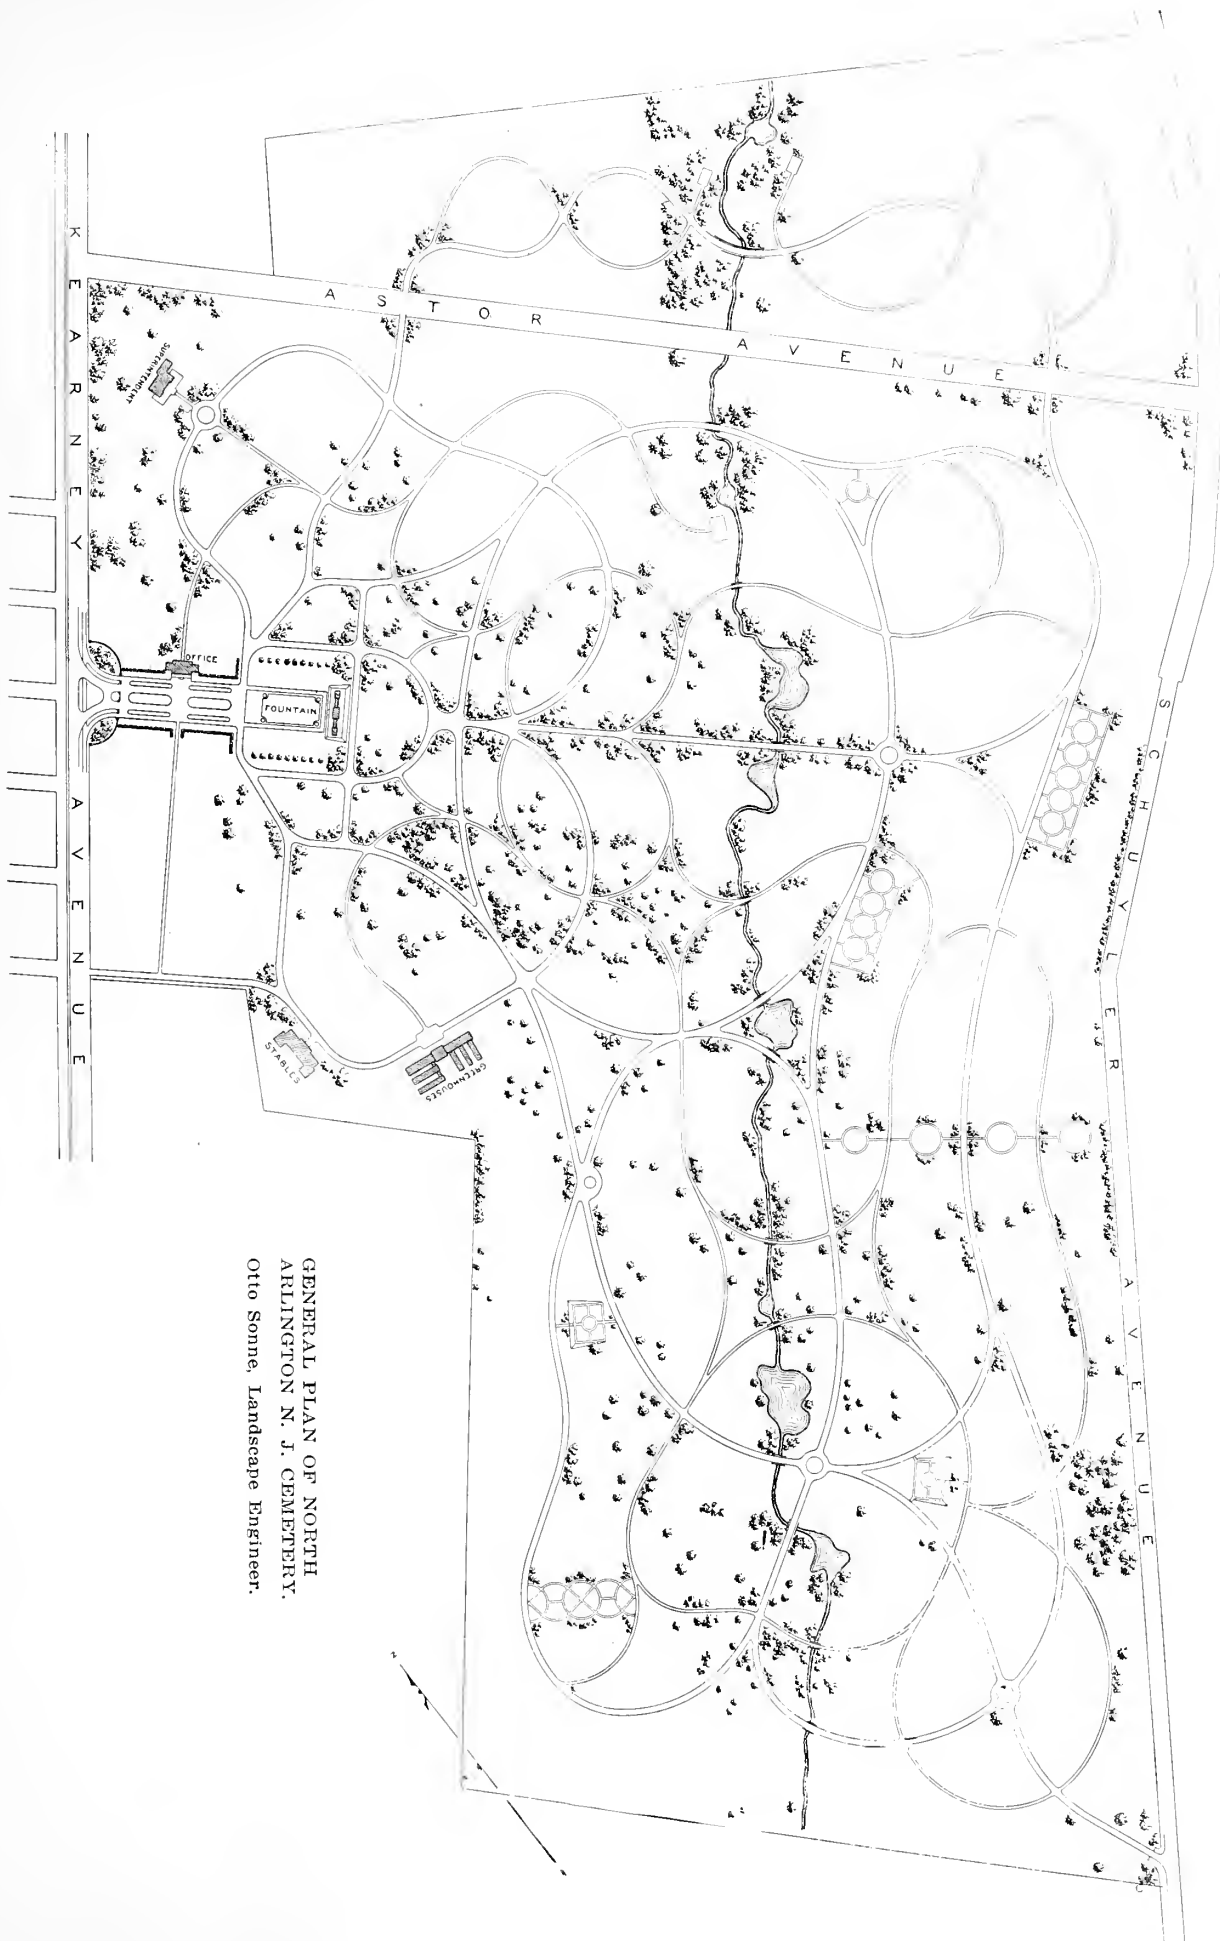 KEARNEY AVENUE
ASTOR AVENUE
SCHUYLER AVENUE
SUPERINTENDENT
OFFICE
FOUNTAIN
STABLES
GREENHOUSES
GENERAL PLAN OF NORTH
ARLINGTON N. J. CEMETERY.
Otto Sonne, Landscape Engineer.
N